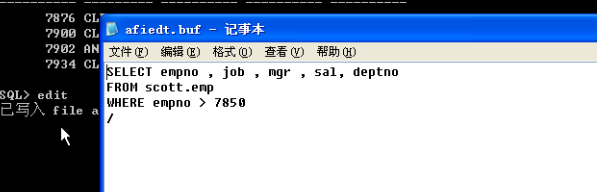 ---------- --------- ---------- ---------- ----------
7876 CL
7900 CL
7902 AN
7934 CL
SQL> edit
已写入 file a
afiedt.buf - 记事本
文件(F) 编辑(E) 格式(O) 查看(V) 帮助(H)
SELECT empno , job , mgr , sal, deptno
FROM scott.emp
WHERE empno > 7850
/